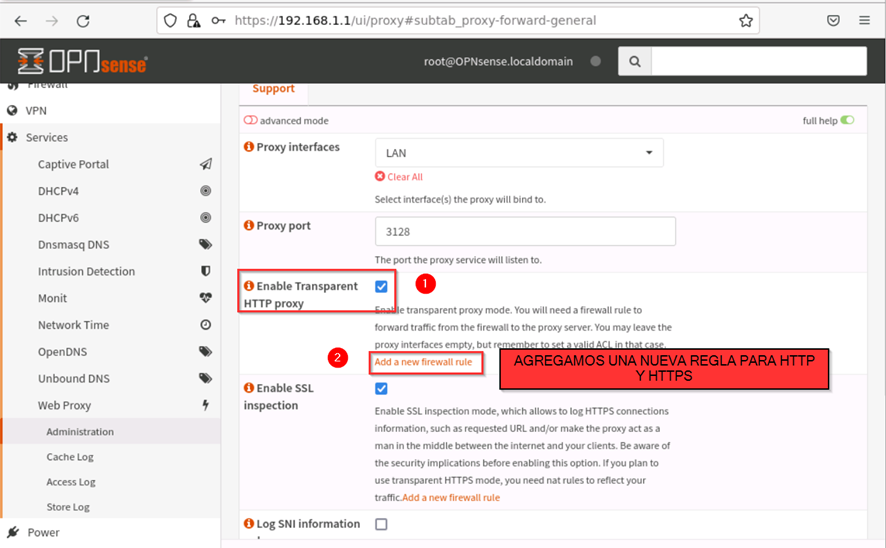 https://192.168.1.1/ui/proxy#subtab_proxy-forward-general
OPNsense
root@OPNsense.localdomain
Firewall
VPN
Services
Captive Portal
DHCPv4
DHCPv6
Dnsmasq DNS
Intrusion Detection
Monit
Network Time
OpenDNS
Unbound DNS
Web Proxy
Administration
Cache Log
Access Log
Store Log
Power
Support
advanced mode
full help
Proxy interfaces
LAN
Clear All
Select interface(s) the proxy will bind to.
Proxy port
3128
The port the proxy service will listen to.
Enable Transparent
HTTP proxy
1
Enable transparent proxy mode. You will need a firewall rule to
forward traffic from the firewall to the proxy server. You may leave the
proxy interfaces empty, but remember to set a valid ACL in that case.
2
Add a new firewall rule
AGREGAMOS UNA NUEVA REGLA PARA HTTP
Y HTTPS
Enable SSL
inspection
Enable SSL inspection mode, which allows to log HTTPS connections
information, such as requested URL and/or make the proxy act as a
man in the middle between the internet and your clients. Be aware of
the security implications before enabling this option. If you plan to
use transparent HTTPS mode, you need nat rules to reflect your
traffic.Add a new firewall rule
Log SNI information